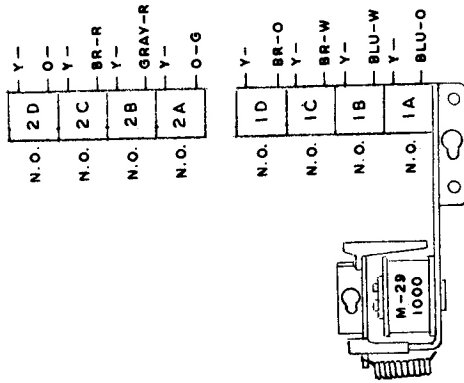 Y-
N.O. 2D
O-
Y-
N.O. 2C
BR-R
Y-
N.O. 2B
GRAY-R
Y-
N.O. 2A
O-G
Y-
N.O. 1D
BR-O
Y-
N.O. 1C
BR-W
Y-
N.O. 1B
BLU-W
Y-
N.O. 1A
BLU-O
M-29
1000